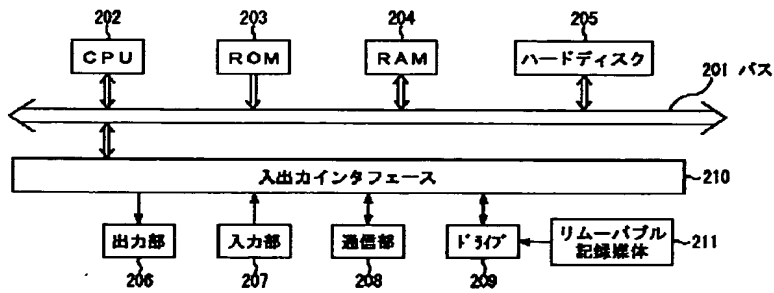 202
203
204
205
CPU
ROM
RAM
ハードディスク
201 バス
入出力インタフェース
210
出力部
入力部
通信部
ドライブ
リムーバブル
記録媒体
211
206
207
208
209